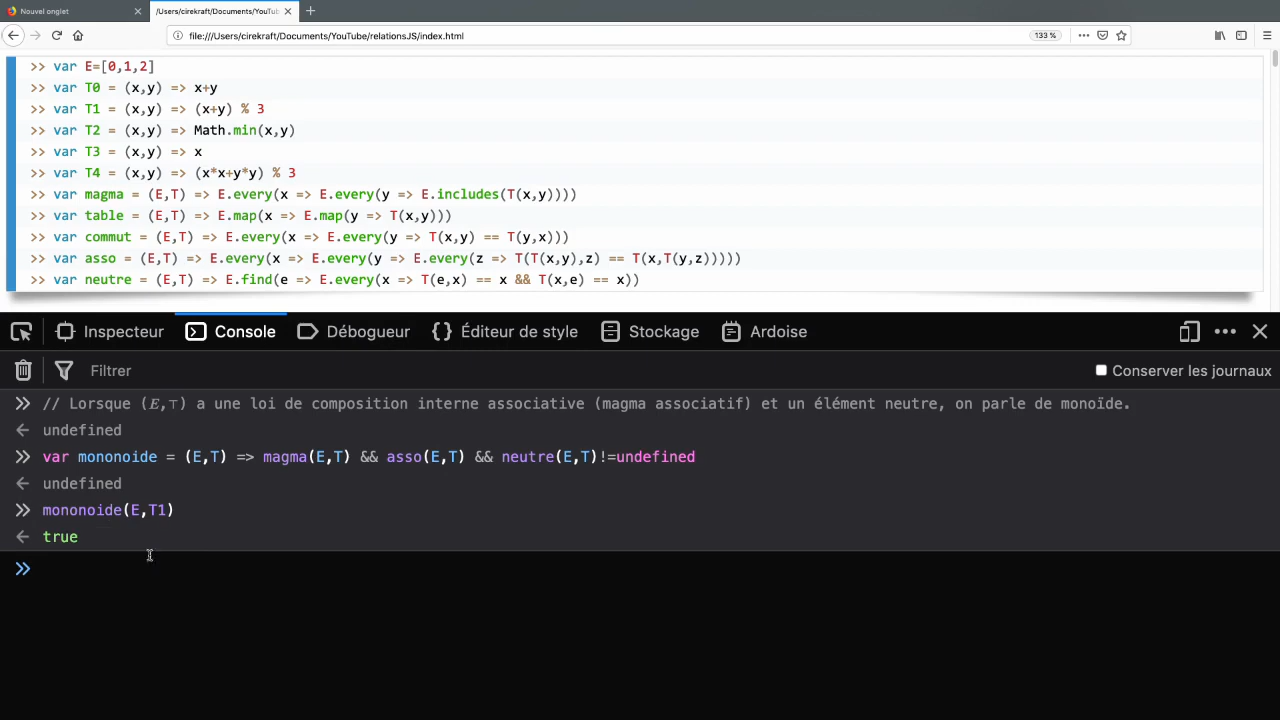 Nouvel onglet
/Users/cirekraft/Documents/YouTub
file:///Users/cirekraft/Documents/YouTube/relationsJS/index.html
133 %
>> var E=[0,1,2]
>> var T0 = (x,y) => x+y
>> var T1 = (x,y) => (x+y) % 3
>> var T2 = (x,y) => Math.min(x,y)
>> var T3 = (x,y) => x
>> var T4 = (x,y) => (x*x+y*y) % 3
>> var magma = (E,T) => E.every(x => E.every(y => E.includes(T(x,y))))
>> var table = (E,T) => E.map(x => E.map(y => T(x,y)))
>> var commut = (E,T) => E.every(x => E.every(y => T(x,y) == T(y,x)))
>> var asso = (E,T) => E.every(x => E.every(y => E.every(z => T(T(x,y),z) == T(x,T(y,z)))))
>> var neutre = (E,T) => E.find(e => E.every(x => T(e,x) == x && T(x,e) == x))
Inspecteur Console Débogueur {} Éditeur de style Stockage Ardoise
Filtrer Conserver les journaux
>> // Lorsque (E,⊤) a une loi de composition interne associative (magma associatif) et un élément neutre, on parle de monoïde.
← undefined
>> var mononoide = (E,T) => magma(E,T) && asso(E,T) && neutre(E,T)!=undefined
← undefined
>> mononoide(E,T1)
← true
>>